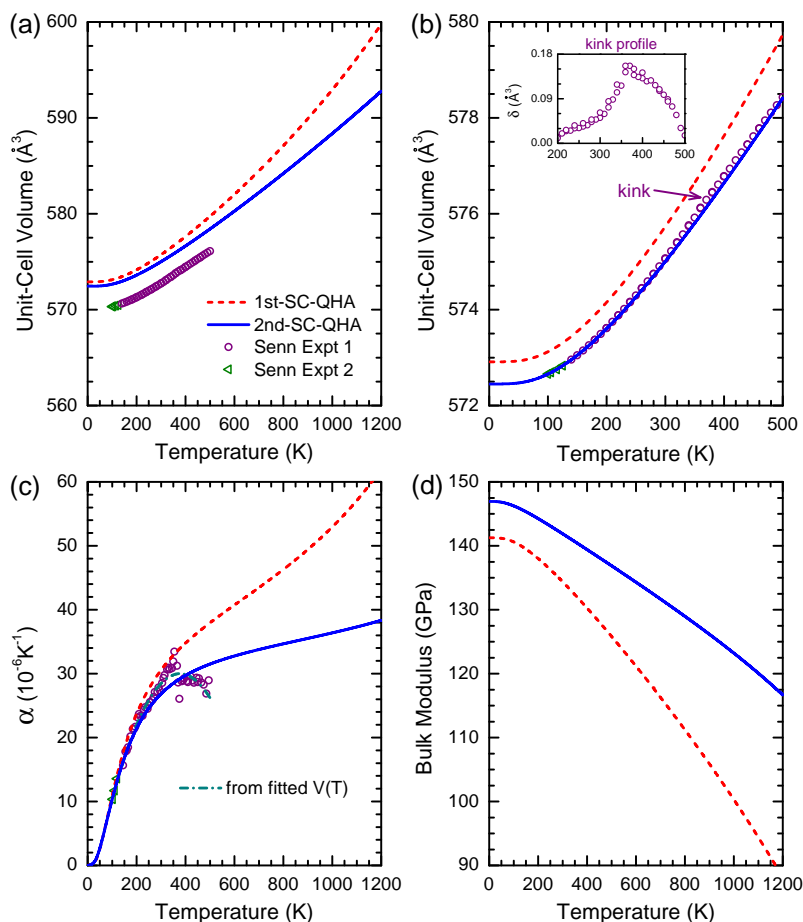 (a)
600
590
580
570
560
Unit-Cell Volume (Å³)
0 200 400 600 800 1000 1200
Temperature (K)
1st-SC-QHA
2nd-SC-QHA
Senn Expt 1
Senn Expt 2
(b)
580
578
576
574
572
Unit-Cell Volume (Å³)
0 100 200 300 400 500
Temperature (K)
kink profile
0.18
0.09
0.00
δ (Å³)
200 300 400 500
kink
(c)
60
50
40
30
20
10
0
α (10⁻⁶K⁻¹)
from fitted V(T)
0 200 400 600 800 1000 1200
Temperature (K)
(d)
150
140
130
120
110
100
90
Bulk Modulus (GPa)
0 200 400 600 800 1000 1200
Temperature (K)